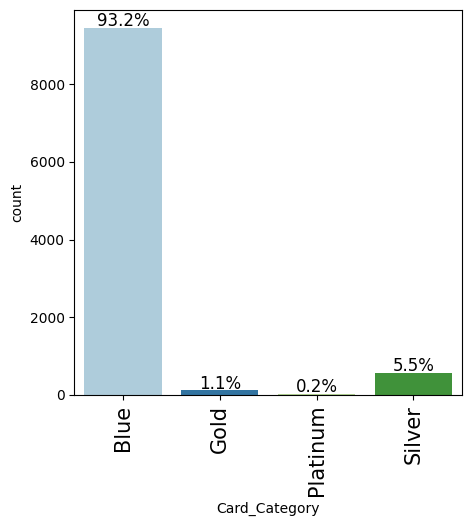 93.2%
8000
6000
count
4000
2000
5.5%
1.1%
0.2%
0
Blue
Gold
Platinum
Silver
Card_Category